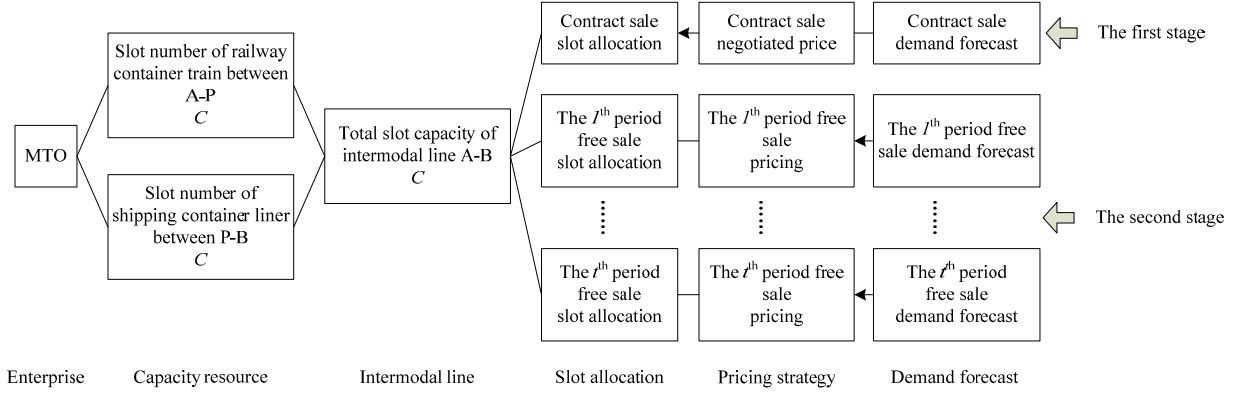 MTO
Slot number of railway
container train between
A-P
C
Slot number of
shipping container liner
between P-B
C
Total slot capacity of
intermodal line A-B
C
Contract sale
slot allocation
Contract sale
negotiated price
Contract sale
demand forecast
The first stage
The 1th period
free sale
slot allocation
The 1th period free
sale
pricing
The 1th period free
sale demand forecast
The second stage
The tth period
free sale
slot allocation
The tth period free
sale
pricing
The tth period
free sale
demand forecast
Enterprise
Capacity resource
Intermodal line
Slot allocation
Pricing strategy
Demand forecast